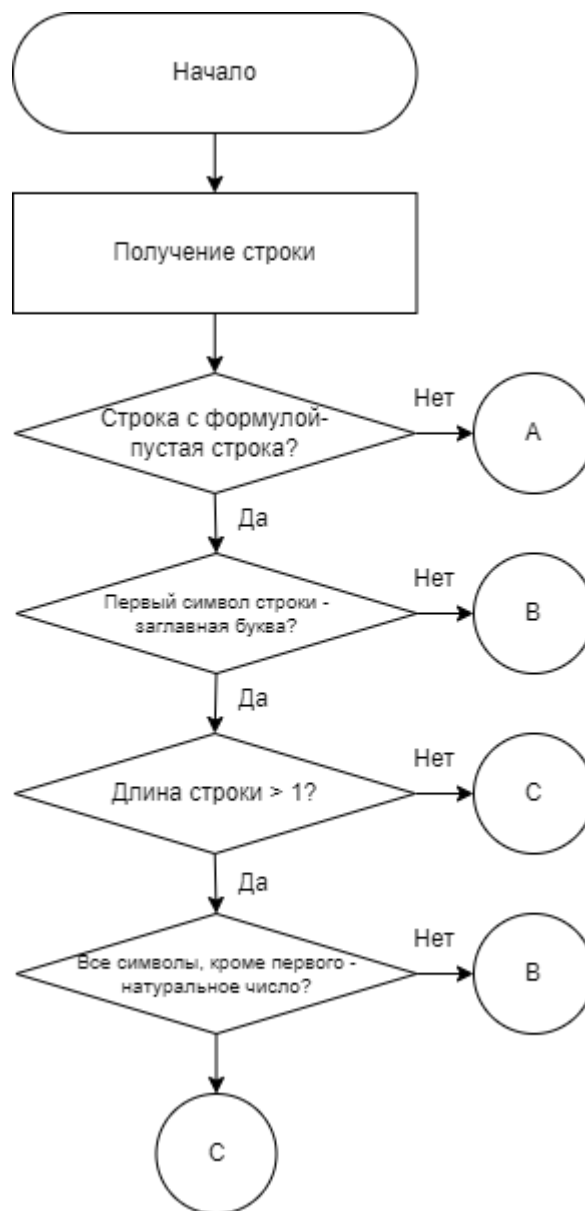 Начало
Получение строки
Строка с формулой-
пустая строка?
Нет
A
Да
Первый символ строки -
заглавная буква?
Нет
B
Да
Длина строки > 1?
Нет
C
Да
Все символы, кроме первого -
натуральное число?
Нет
B
C